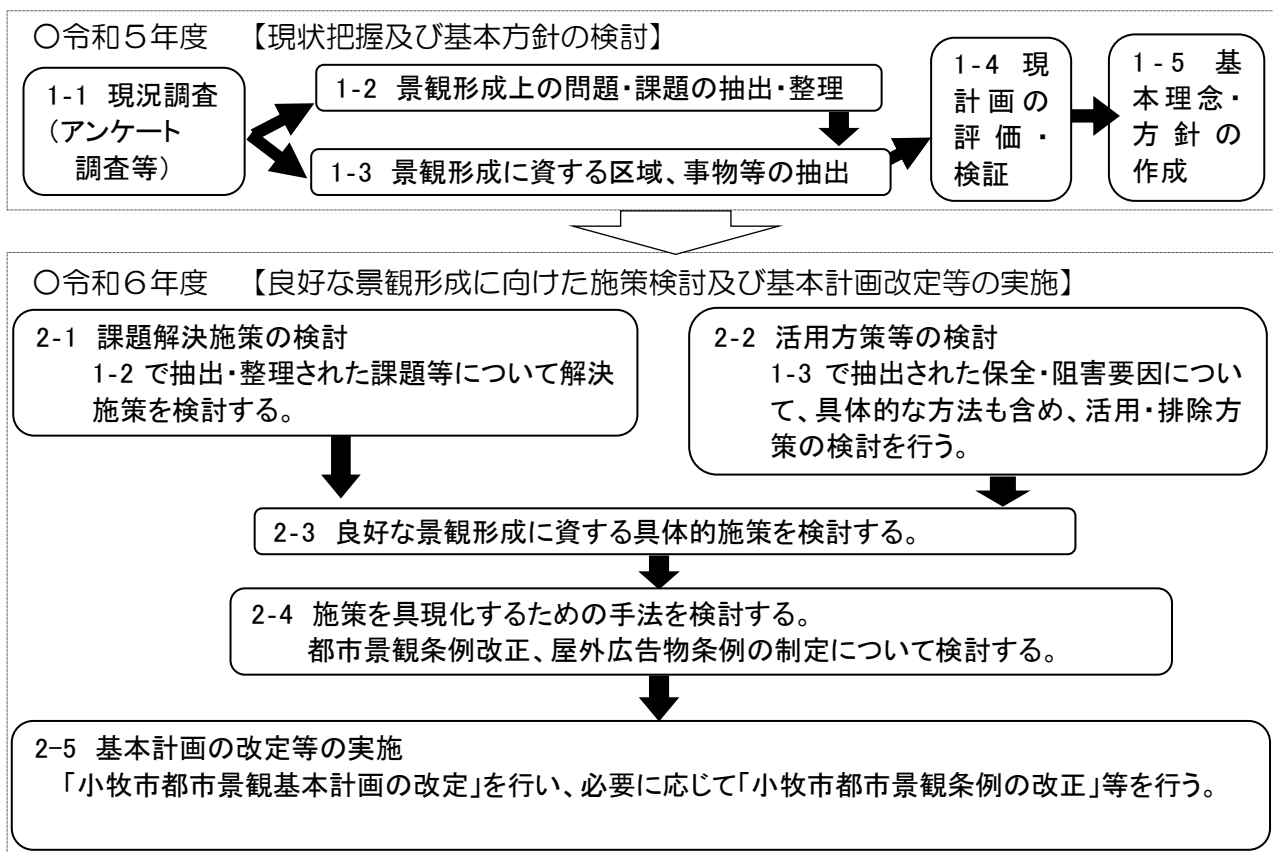 〇令和５年度　【現状把握及び基本方針の検討】
1-1 現況調査
（アンケート
調査等）
1-2 景観形成上の問題・課題の抽出・整理
1-3 景観形成に資する区域、事物等の抽出
1-4 現
計画の
評価・
検証
1-5 基
本理念・
方針の
作成
〇令和６年度　【良好な景観形成に向けた施策検討及び基本計画改定等の実施】
2-1 課題解決施策の検討
1-2 で抽出・整理された課題等について解決
施策を検討する。
2-2 活用方策等の検討
1-3 で抽出された保全・阻害要因につい
て、具体的な方法も含め、活用・排除方
策の検討を行う。
2-3 良好な景観形成に資する具体的施策を検討する。
2-4 施策を具現化するための手法を検討する。
都市景観条例改正、屋外広告物条例の制定について検討する。
2-5 基本計画の改定等の実施
「小牧市都市景観基本計画の改定」を行い、必要に応じて「小牧市都市景観条例の改正」等を行う。